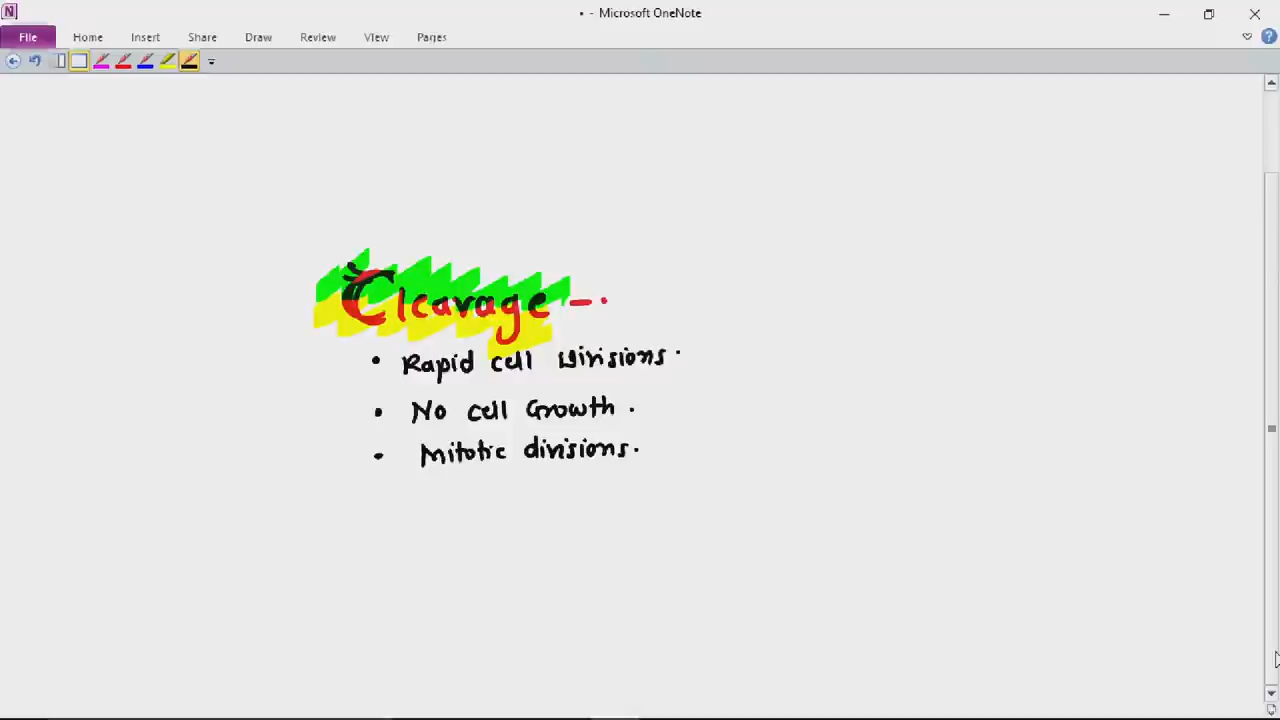 • - Microsoft OneNote
File Home Insert Share Draw Review View Pages
Cleavage - .
• Rapid cell Divisions.
• No cell Growth.
• Mitotic divisions.